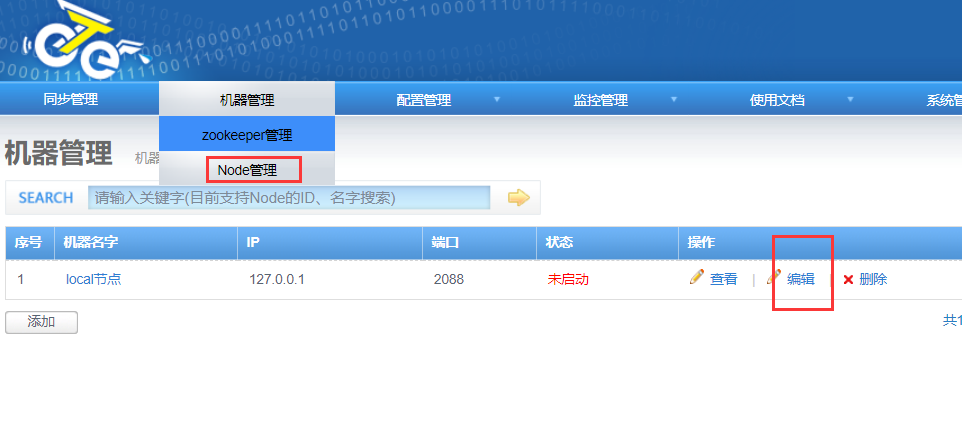 eTe
同步管理 机器管理 配置管理 监控管理 使用文档 系统管
zookeeper管理
机器管理 机器
Node管理
SEARCH 请输入关键字(目前支持Node的ID、名字搜索)
序号 机器名字 IP 端口 状态 操作
1 local节点 127.0.0.1 2088 未启动 查看 | 编辑 | 删除
添加 共1